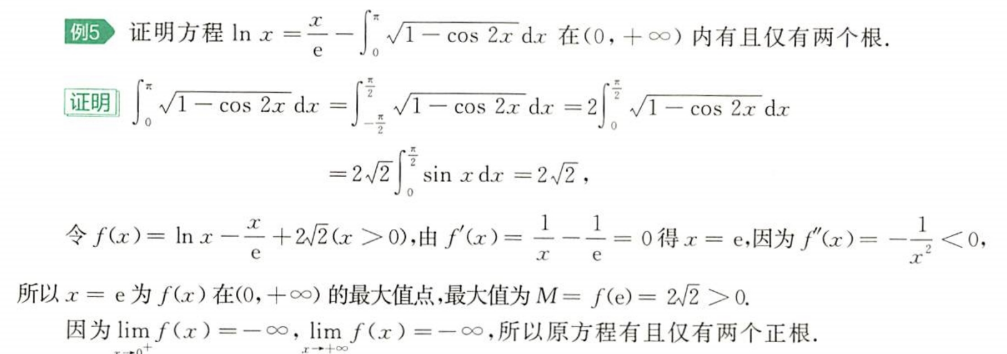 例5 证明方程 ln x = x/e − ∫₀^π √(1 − cos 2x) dx 在(0, +∞) 内有且仅有两个根.
证明 ∫₀^π √(1 − cos 2x) dx = ∫_{−π/2}^{π/2} √(1 − cos 2x) dx = 2∫₀^{π/2} √(1 − cos 2x) dx
= 2√2 ∫₀^{π/2} sin x dx = 2√2 ,
令 f(x) = ln x − x/e + 2√2 (x > 0),由 f′(x) = 1/x − 1/e = 0 得 x = e,因为 f″(x) = − 1/x² < 0,
所以 x = e 为 f(x) 在(0, +∞) 的最大值点,最大值为 M = f(e) = 2√2 > 0.
因为 lim_{x→0⁺} f(x) = −∞, lim_{x→+∞} f(x) = −∞,所以原方程有且仅有两个正根.